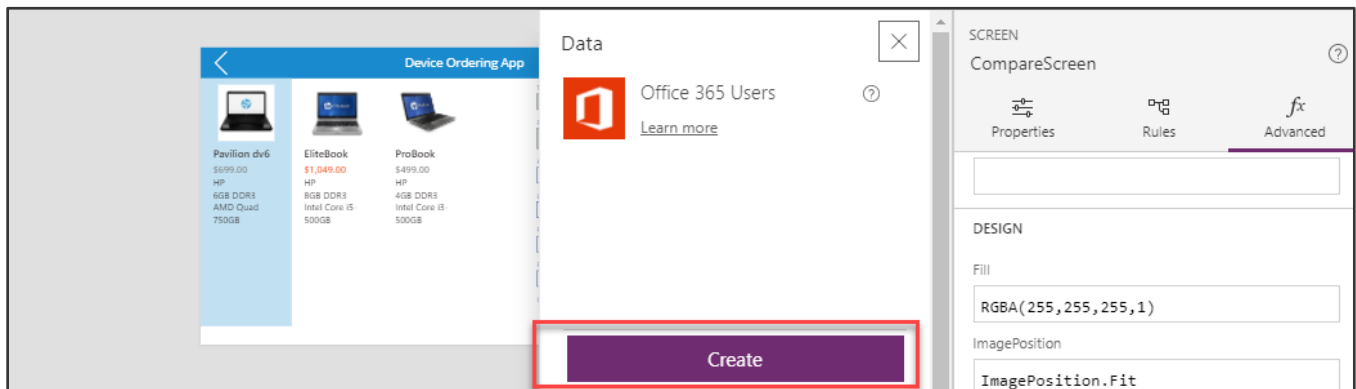 Device Ordering App
Pavilion dv6
$699.00
HP
6GB DDR3
AMD Quad
750GB
EliteBook
$1,049.00
HP
8GB DDR3
Intel Core i5-
500GB
ProBook
$499.00
HP
4GB DDR3
Intel Core i3-
500GB
Data
Office 365 Users
Learn more
Create
SCREEN
CompareScreen
Properties
Rules
fx
Advanced
DESIGN
Fill
RGBA(255,255,255,1)
ImagePosition
ImagePosition.Fit